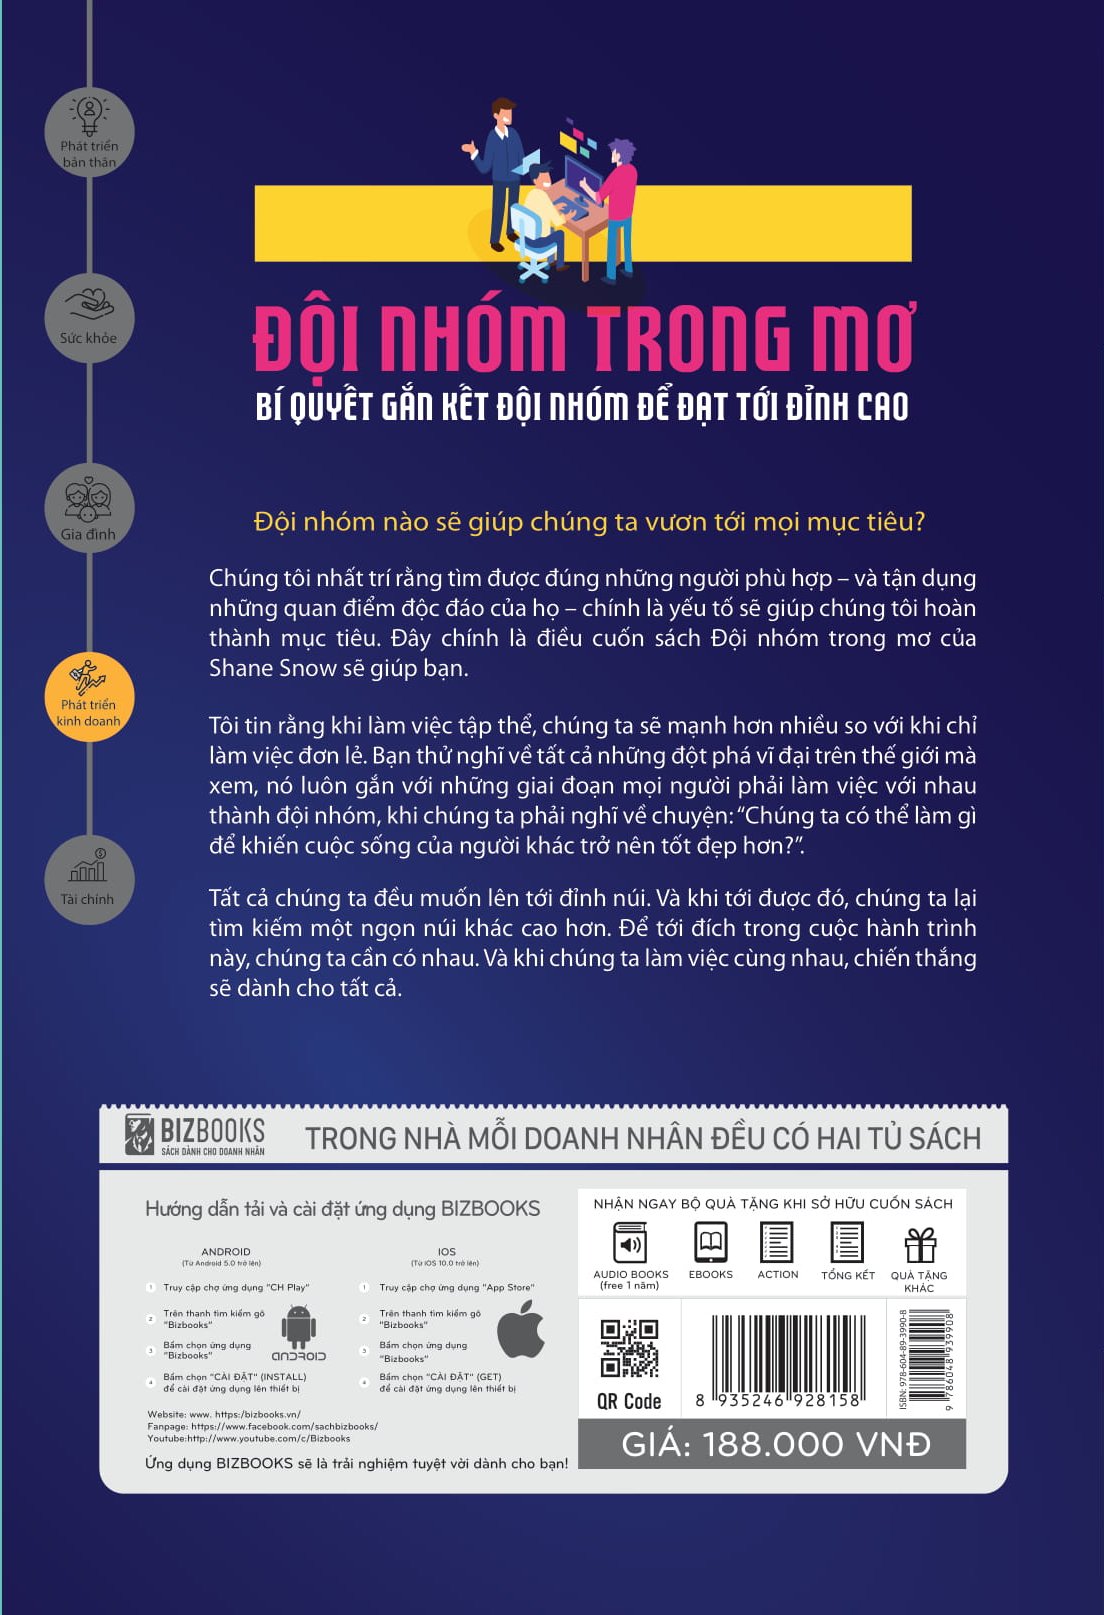 Phát triển
bản thân
Sức khỏe
Gia đình
Phát triển
kinh doanh
Tài chính
ĐỘI NHÓM TRONG MƠ
BÍ QUYẾT GẮN KẾT ĐỘI NHÓM ĐỂ ĐẠT TỚI ĐỈNH CAO
Đội nhóm nào sẽ giúp chúng ta vươn tới mọi mục tiêu?
Chúng tôi nhất trí rằng tìm được đúng những người phù hợp – và tận dụng
những quan điểm độc đáo của họ – chính là yếu tố sẽ giúp chúng tôi hoàn
thành mục tiêu. Đây chính là điều cuốn sách Đội nhóm trong mơ của
Shane Snow sẽ giúp bạn.
Tôi tin rằng khi làm việc tập thể, chúng ta sẽ mạnh hơn nhiều so với khi chỉ
làm việc đơn lẻ. Bạn thử nghĩ về tất cả những đột phá vĩ đại trên thế giới mà
xem, nó luôn gắn với những giai đoạn mọi người phải làm việc với nhau
thành đội nhóm, khi chúng ta phải nghĩ về chuyện: “Chúng ta có thể làm gì
để khiến cuộc sống của người khác trở nên tốt đẹp hơn?”.
Tất cả chúng ta đều muốn lên tới đỉnh núi. Và khi tới được đó, chúng ta lại
tìm kiếm một ngọn núi khác cao hơn. Để tới đích trong cuộc hành trình
này, chúng ta cần có nhau. Và khi chúng ta làm việc cùng nhau, chiến thắng
sẽ dành cho tất cả.
BIZBOOKS
SÁCH DÀNH CHO DOANH NHÂN
TRONG NHÀ MỖI DOANH NHÂN ĐỀU CÓ HAI TỦ SÁCH
Hướng dẫn tải và cài đặt ứng dụng BIZBOOKS
ANDROID
(Từ Android 5.0 trở lên)
1 Truy cập chợ ứng dụng "CH Play"
2 Trên thanh tìm kiếm gõ
"Bizbooks"
3 Bấm chọn ứng dụng
"Bizbooks"
4 Bấm chọn "CÀI ĐẶT" (INSTALL)
để cài đặt ứng dụng lên thiết bị
ANDROID
IOS
(Từ IOS 10.0 trở lên)
1 Truy cập chợ ứng dụng "App Store"
2 Trên thanh tìm kiếm gõ
"Bizbooks"
3 Bấm chọn ứng dụng
"Bizbooks"
4 Bấm chọn "CÀI ĐẶT" (GET)
để cài đặt ứng dụng lên thiết bị
Website: www. https:/bizbooks.vn/
Fanpage: https://www.facebook.com/sachbizbooks/
Youtube:http://www.youtube.com/c/Bizbooks
Ứng dụng BIZBOOKS sẽ là trải nghiệm tuyệt vời dành cho bạn!
NHẬN NGAY BỘ QUÀ TẶNG KHI SỞ HỮU CUỐN SÁCH
AUDIO BOOKS
(free 1 năm)
EBOOKS
ACTION
TỔNG KẾT
QUÀ TẶNG
KHÁC
QR Code
8 935246 928158
ISBN: 978-604-89-3990-8
9 786048 939908
GIÁ: 188.000 VNĐ